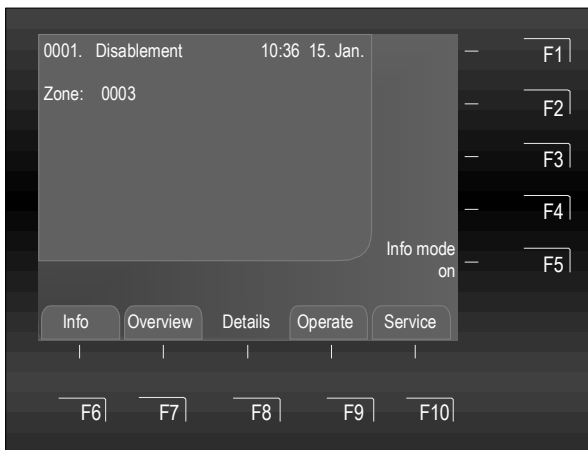 0001. Disablement 10:36 15. Jan.
F1
Zone: 0003
F2
F3
F4
Info mode
on
F5
Info Overview Details Operate Service
F6 F7 F8 F9 F10